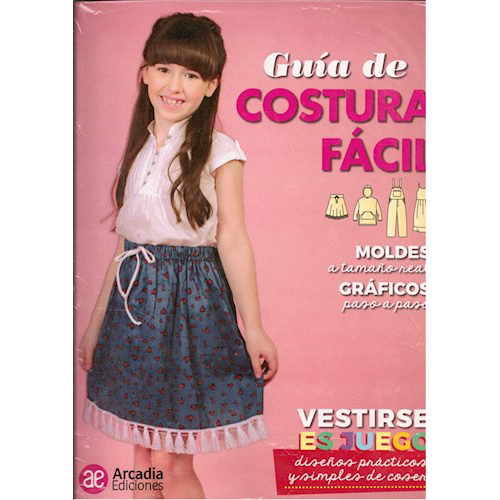 Guía de
COSTURA
FÁCIL
MOLDES
a tamaño real
GRÁFICOS
paso a paso
VESTIRSE
ES JUEGO
diseños prácticos
y simples de coser
ae Arcadia
Ediciones